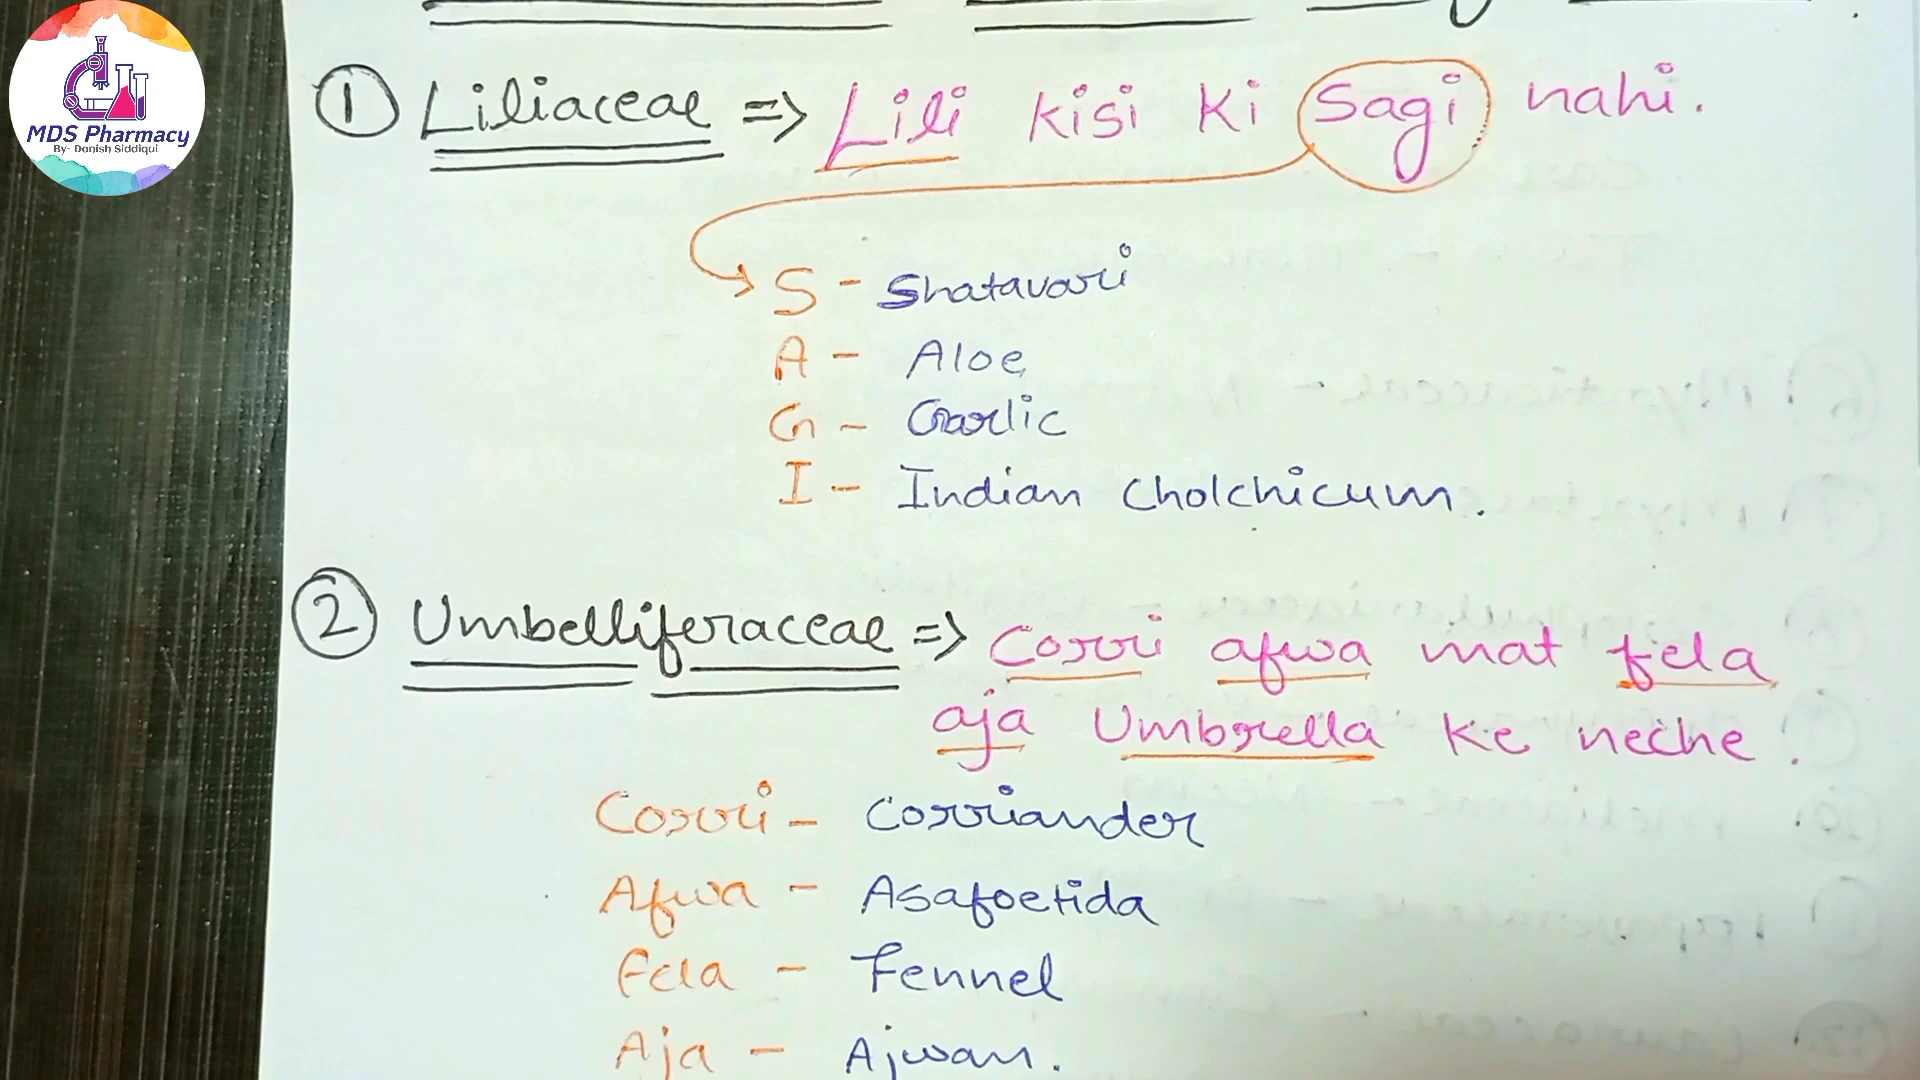 MDS Pharmacy
By- Danish Siddiqui
① Liliaceae => Lili kisi ki Sagi nahi.
S - Shatavari
A - Aloe
G - Garlic
I - Indian Cholchicum.
② Umbelliferaceae => Corri afwa mat fela
aja Umbrella ke neche.
Corri - Corriander
Afwa - Asafoetida
Fela - Fennel
Aja - Ajwan.